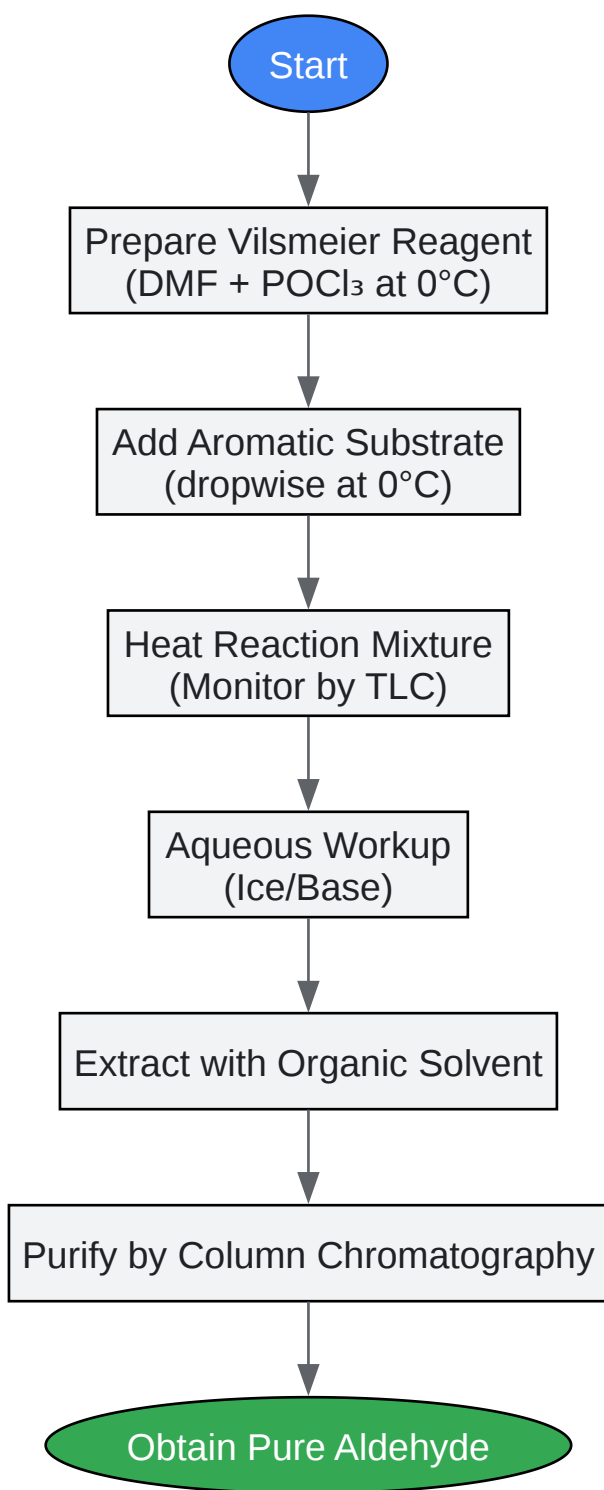 Start
Prepare Vilsmeier Reagent
(DMF + POCl₃ at 0°C)
Add Aromatic Substrate
(dropwise at 0°C)
Heat Reaction Mixture
(Monitor by TLC)
Aqueous Workup
(Ice/Base)
Extract with Organic Solvent
Purify by Column Chromatography
Obtain Pure Aldehyde